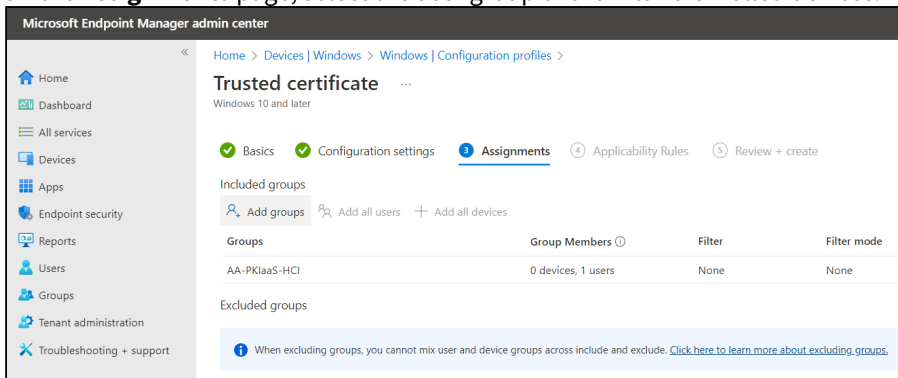 Microsoft Endpoint Manager admin center
«
Home > Devices | Windows > Windows | Configuration profiles >
Home
Trusted certificate ...
Windows 10 and later
Dashboard
All services
Basics Configuration settings 3 Assignments 4 Applicability Rules 5 Review + create
Devices
Included groups
Apps
Add groups Add all users Add all devices
Endpoint security
Reports
Groups Group Members Filter Filter mode
Users
AA-PKIaaS-HCI 0 devices, 1 users None None
Groups
Excluded groups
Tenant administration
Troubleshooting + support
When excluding groups, you cannot mix user and device groups across include and exclude. Click here to learn more about excluding groups.